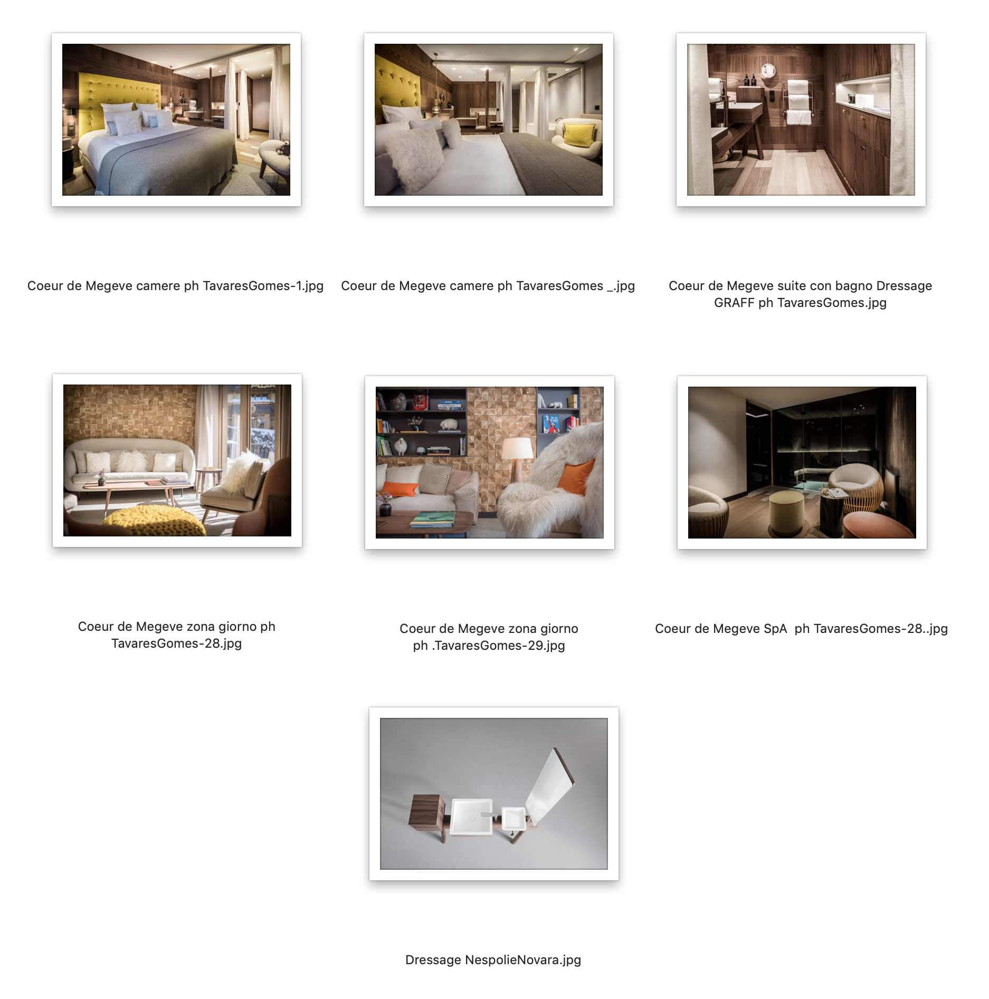 Coeur de Megeve camere ph TavaresGomes-1.jpg
Coeur de Megeve camere ph TavaresGomes _.jpg
Coeur de Megeve suite con bagno Dressage
GRAFF ph TavaresGomes.jpg
Coeur de Megeve zona giorno ph
TavaresGomes-28.jpg
Coeur de Megeve zona giorno
ph .TavaresGomes-29.jpg
Coeur de Megeve SpA  ph TavaresGomes-28..jpg
Dressage NespolieNovara.jpg